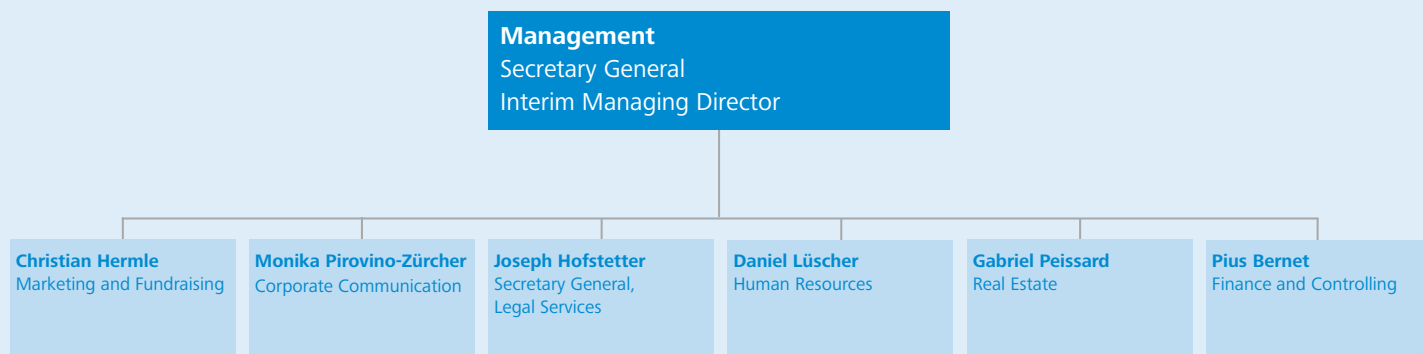 Management
Secretary General
Interim Managing Director
Christian Hermle
Marketing and Fundraising
Monika Pirovino-Zürcher
Corporate Communication
Joseph Hofstetter
Secretary General,
Legal Services
Daniel Lüscher
Human Resources
Gabriel Peissard
Real Estate
Pius Bernet
Finance and Controlling